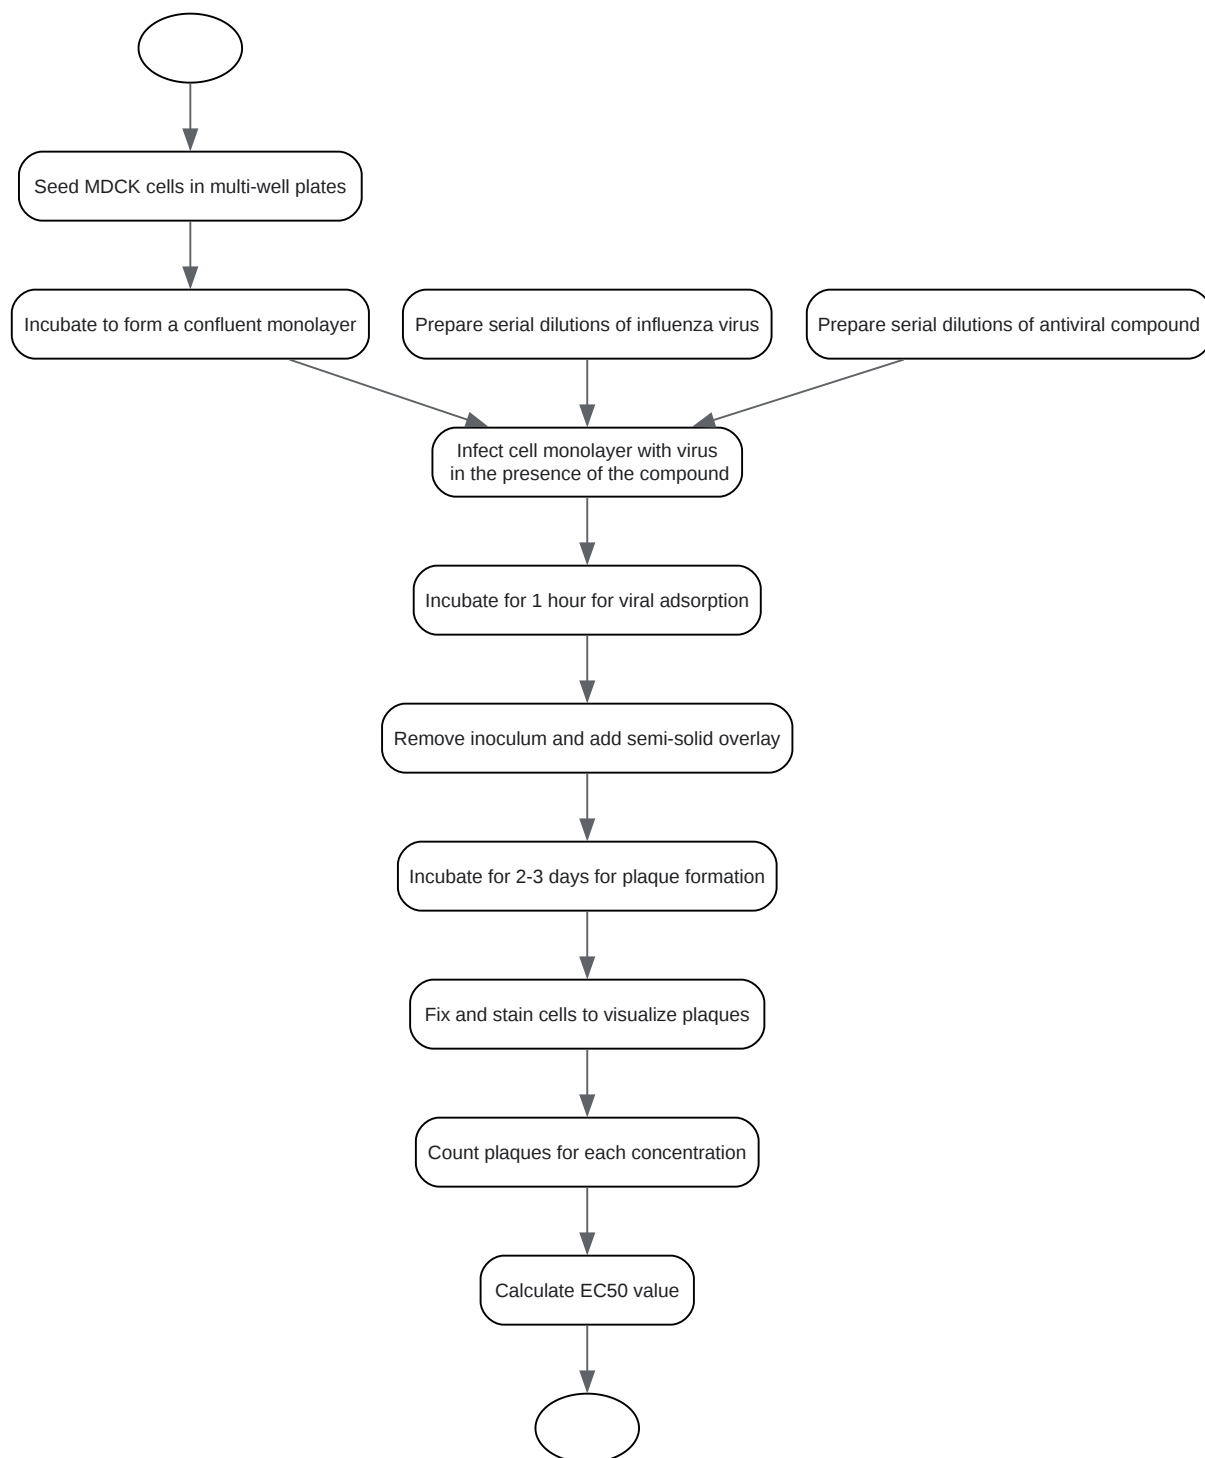 Seed MDCK cells in multi-well plates
Incubate to form a confluent monolayer
Prepare serial dilutions of influenza virus
Prepare serial dilutions of antiviral compound
Infect cell monolayer with virus
in the presence of the compound
Incubate for 1 hour for viral adsorption
Remove inoculum and add semi-solid overlay
Incubate for 2-3 days for plaque formation
Fix and stain cells to visualize plaques
Count plaques for each concentration
Calculate EC50 value